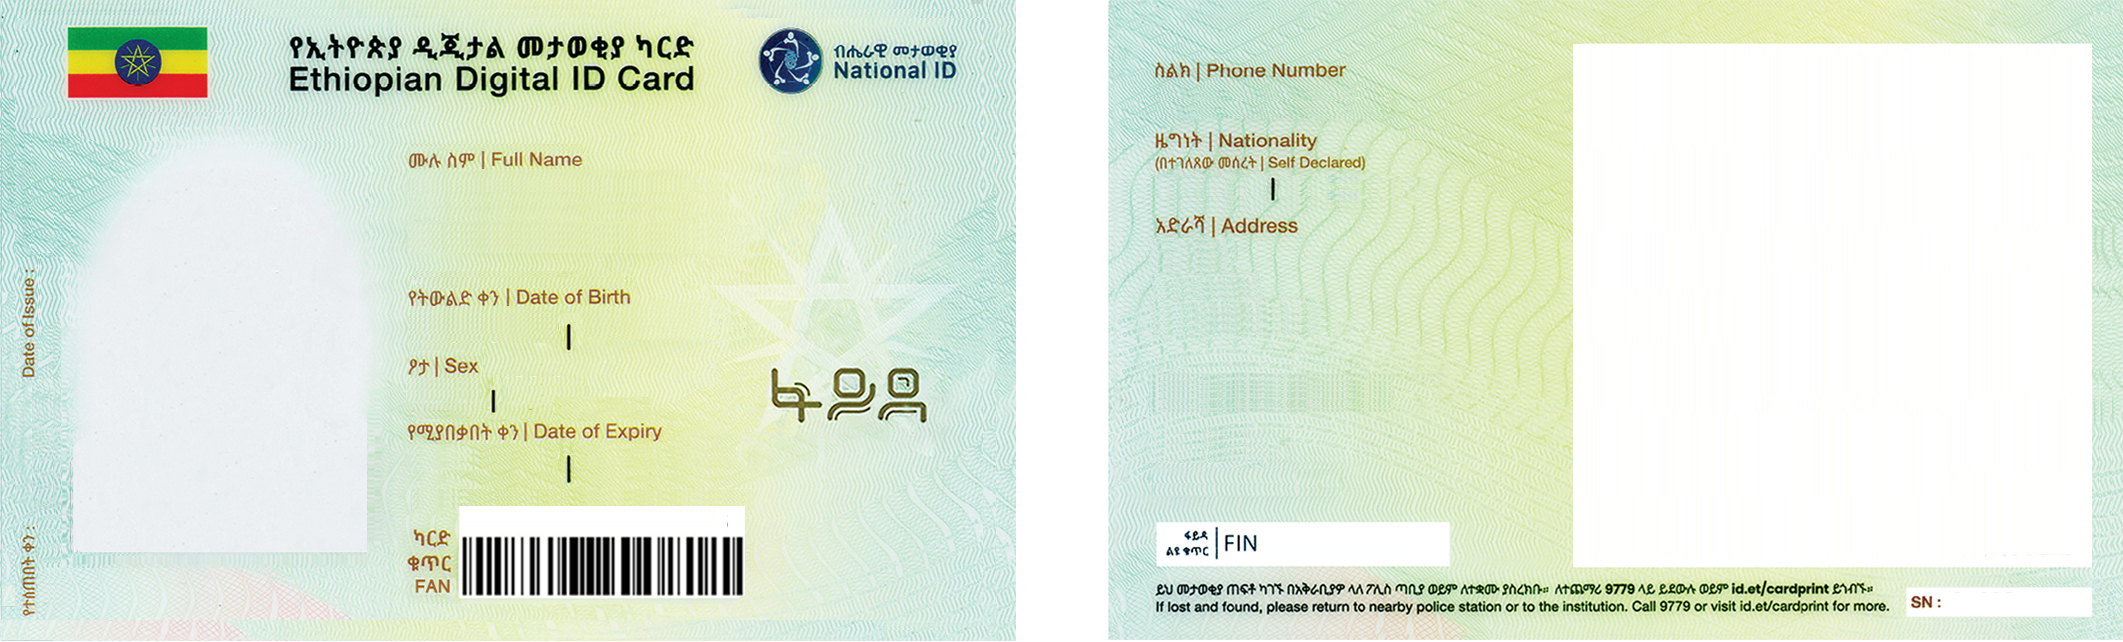 የኢትዮጵያ ዲጂታል መታወቂያ ካርድ
Ethiopian Digital ID Card
ብሔራዊ መታወቂያ
National ID
ሙሉ ስም | Full Name
የትውልድ ቀን | Date of Birth
|
ፆታ | Sex
|
የሚያበቃበት ቀን | Date of Expiry
|
ፋይዳ
ካርድ
ቁጥር
FAN
Date of Issue :
የተሰጠበት ቀን :
ስልክ | Phone Number
ዜግነት | Nationality
(በተገለጸው መሰረት | Self Declared)
|
አድራሻ | Address
ፋይዳ
ልዩ ቁጥር | FIN
ይህ መታወቂያ ጠፍቶ ካገኙ በአቅራቢያዎ ላለ ፖሊስ ጣቢያ ወይም ለተቋሙ ያስረክቡ። ለተጨማሪ 9779 ላይ ይደውሉ ወይም id.et/cardprint ይጎብኙ።
If lost and found, please return to nearby police station or to the institution. Call 9779 or visit id.et/cardprint for more.
SN :